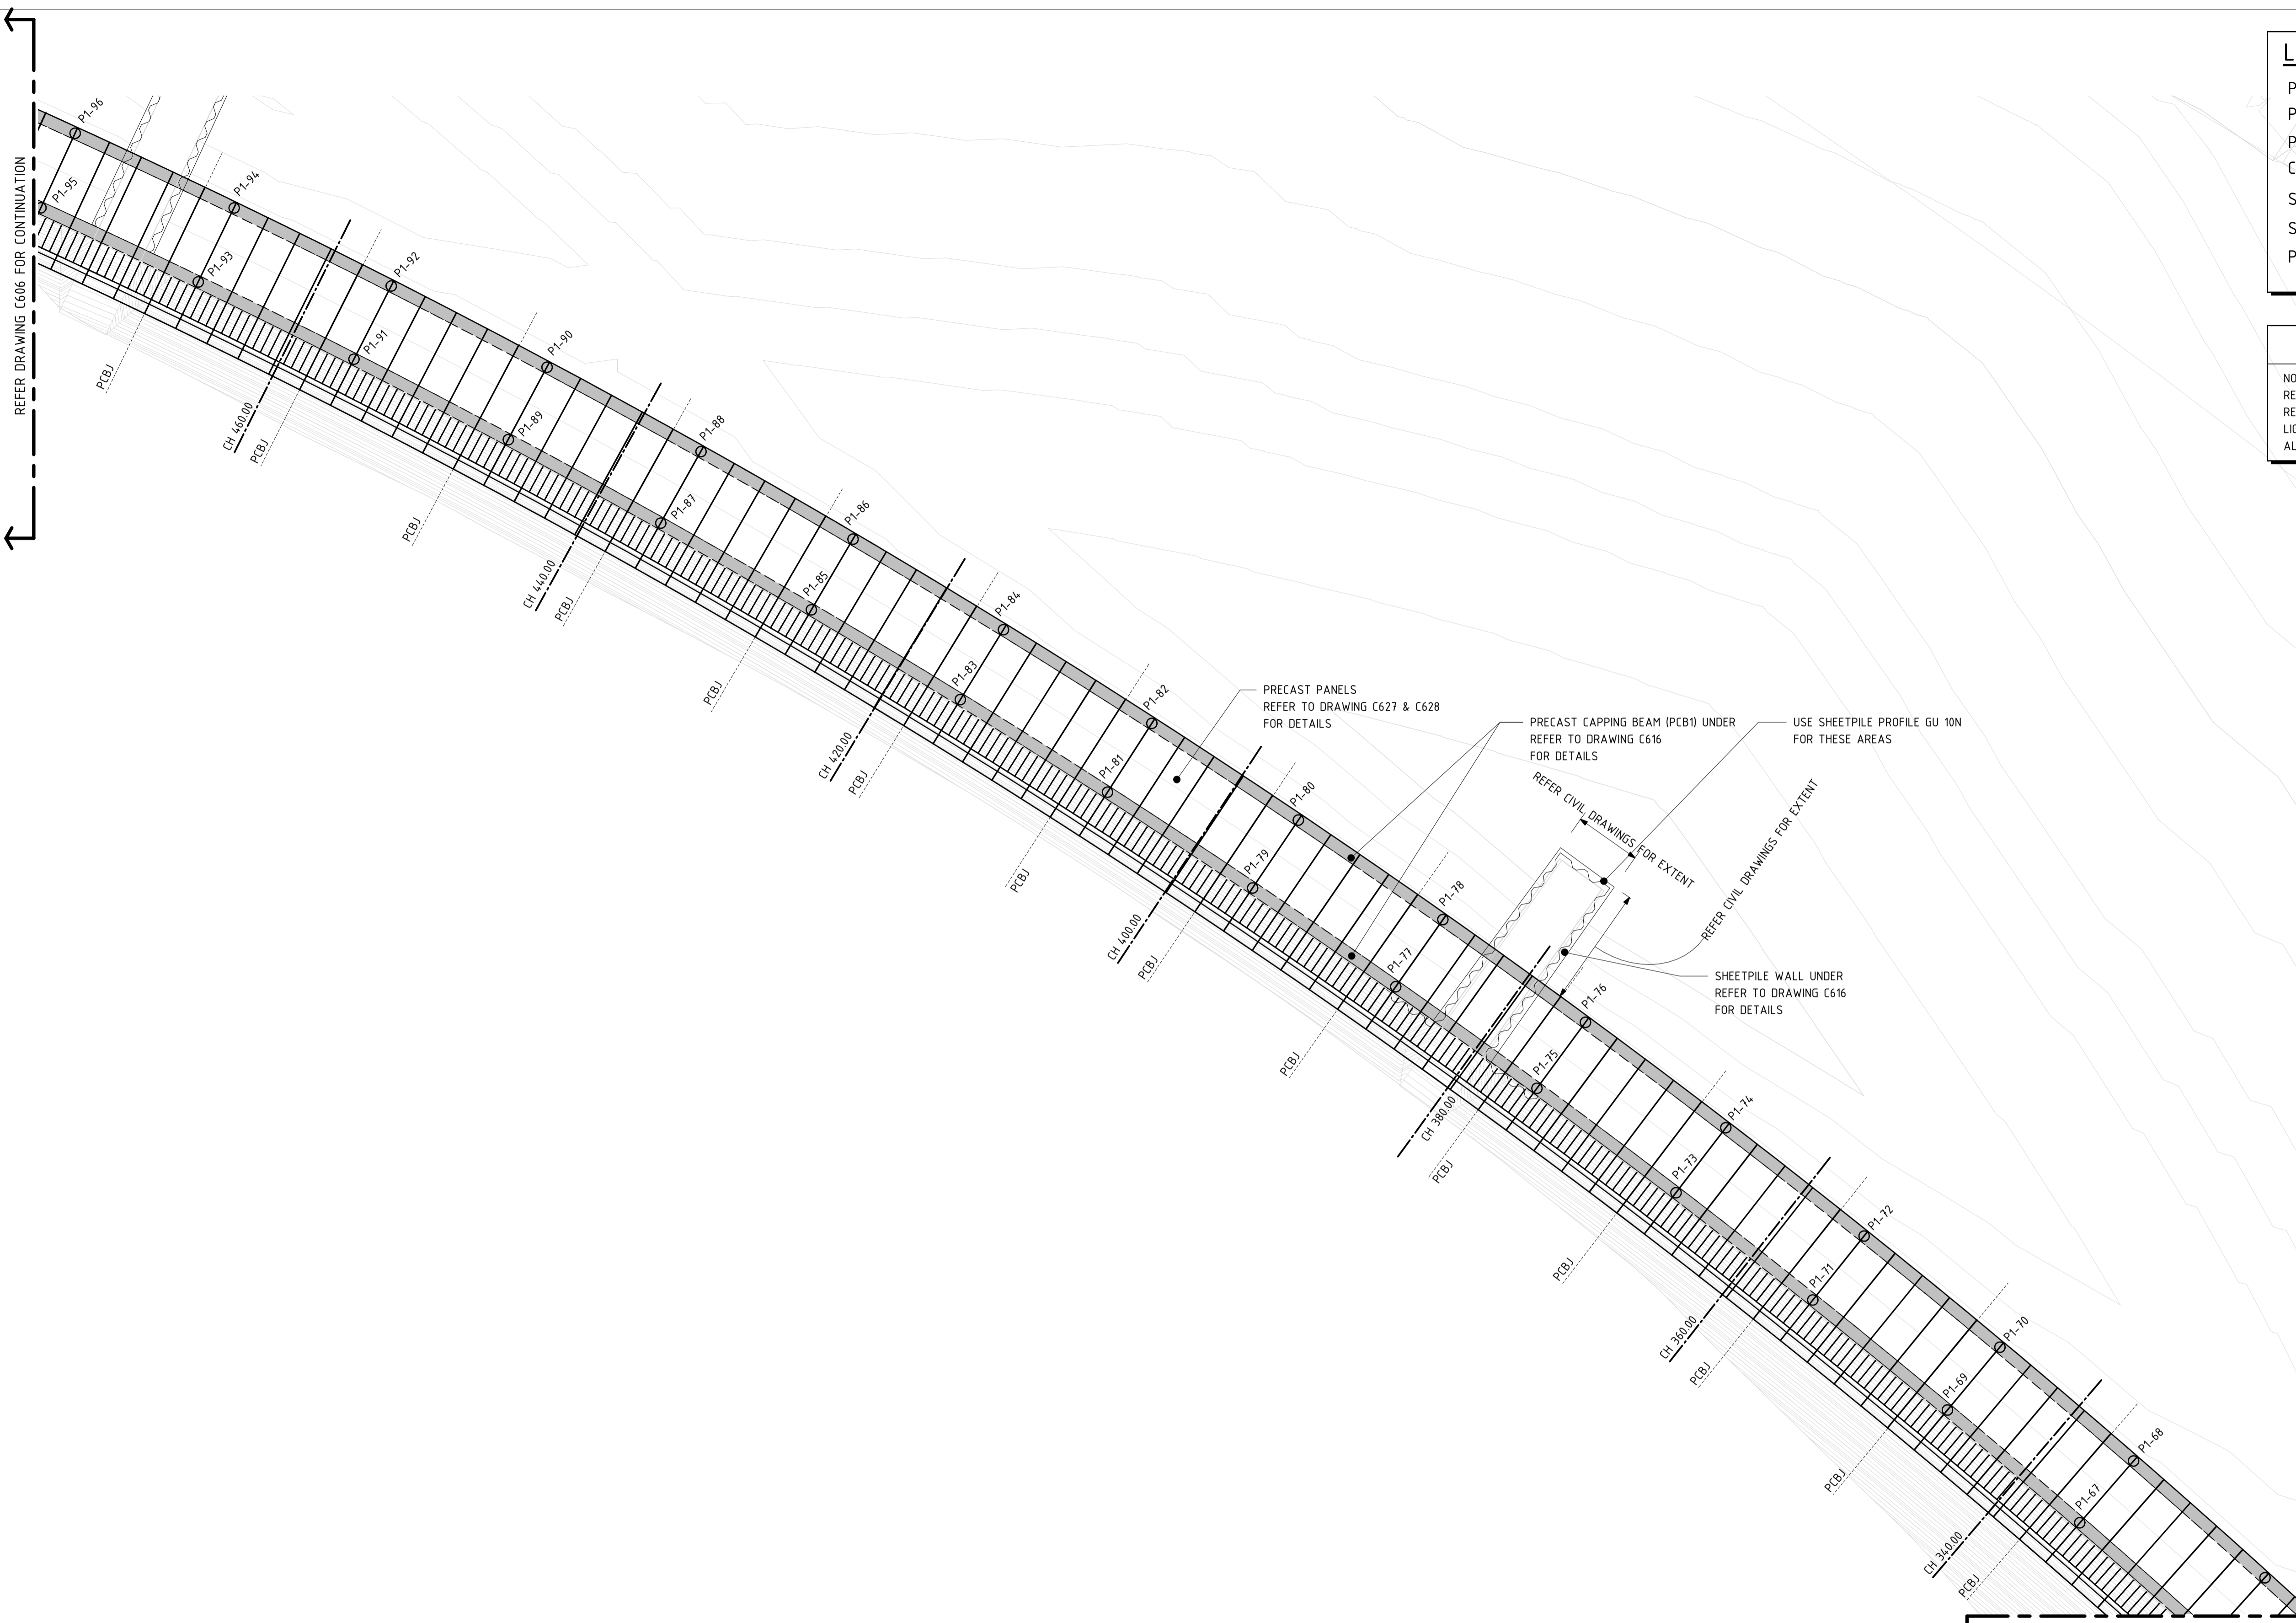 REFER DRAWING C606 FOR CONTINUATION
P1-96
P1-95
P1-94
P1-93
P1-92
P1-91
P1-90
P1-89
P1-88
P1-87
P1-86
P1-85
P1-84
P1-83
P1-82
P1-81
P1-80
P1-79
P1-78
P1-77
P1-76
P1-75
P1-74
P1-73
P1-72
P1-71
P1-70
P1-69
P1-68
P1-67
PCBJ
CH 460.00
PCBJ
PCBJ
CH 440.00
PCBJ
PCBJ
CH 420.00
PCBJ
PCBJ
CH 400.00
PCBJ
PCBJ
CH 380.00
PCBJ
PCBJ
CH 360.00
PCBJ
PCBJ
CH 340.00
PCBJ
PRECAST PANELS
REFER TO DRAWING C627 & C628
FOR DETAILS
PRECAST CAPPING BEAM (PCB1) UNDER
REFER TO DRAWING C616
FOR DETAILS
USE SHEETPILE PROFILE GU 10N
FOR THESE AREAS
REFER CIVIL DRAWINGS FOR EXTENT
REFER CIVIL DRAWINGS FOR EXTENT
SHEETPILE WALL UNDER
REFER TO DRAWING C616
FOR DETAILS
L
P
P
P
C
S
S
P
NO
RE
RE
LIC
AL